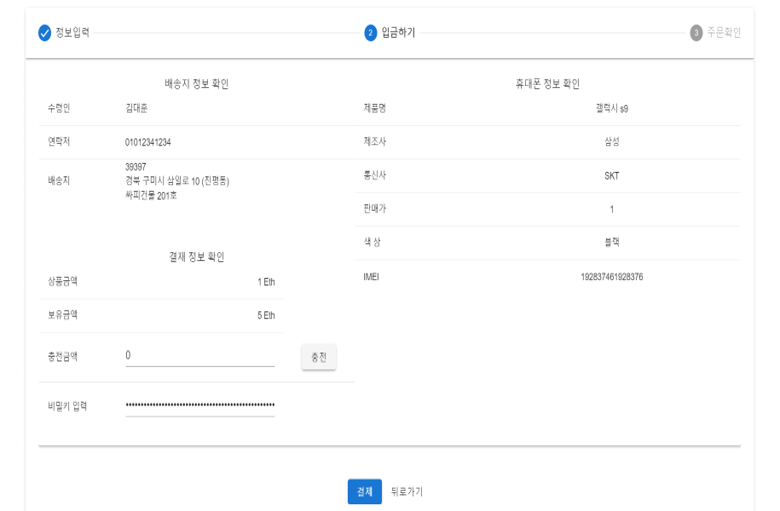 정보입력
2 입금하기
3 주문확인
배송지 정보 확인
수령인 김대훈
연락처 01012341234
배송지 39397
경북 구미시 삼일로 10 (진평동)
싸피건물 201호
결재 정보 확인
상품금액 1 Eth
보유금액 5 Eth
충전금액 0 충전
비밀키 입력
휴대폰 정보 확인
제품명 갤럭시 s9
제조사 삼성
통신사 SKT
판매가 1
색상 블랙
IMEI 192837461928376
결제 뒤로가기